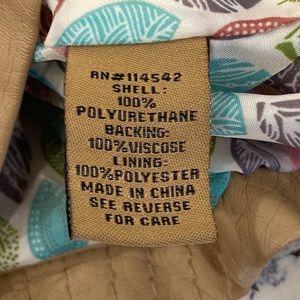 RN#114542
SHELL:
100%
POLYURETHANE
BACKING:
100%VISCOSE
LINING:
100%POLYESTER
MADE IN CHINA
SEE REVERSE
FOR CARE